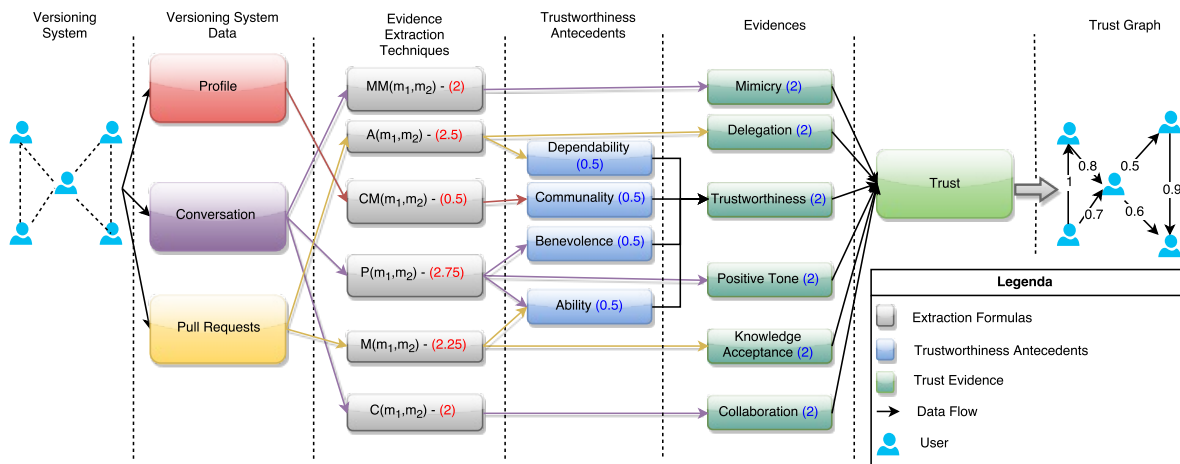 Versioning
System
Versioning System
Data
Evidence
Extraction
Techniques
Trustworthiness
Antecedents
Evidences
Trust Graph
Profile
Conversation
Pull Requests
MM(m1,m2) - (2)
A(m1,m2) - (2.5)
CM(m1,m2) - (0.5)
P(m1,m2) - (2.75)
M(m1,m2) - (2.25)
C(m1,m2) - (2)
Dependability
(0.5)
Communality (0.5)
Benevolence (0.5)
Ability (0.5)
Mimicry (2)
Delegation (2)
Trustworthiness (2)
Positive Tone (2)
Knowledge
Acceptance (2)
Collaboration (2)
Trust
0.8
0.5
1
0.9
0.7
0.6
Legenda
Extraction Formulas
Trustworthiness Antecedents
Trust Evidence
Data Flow
User